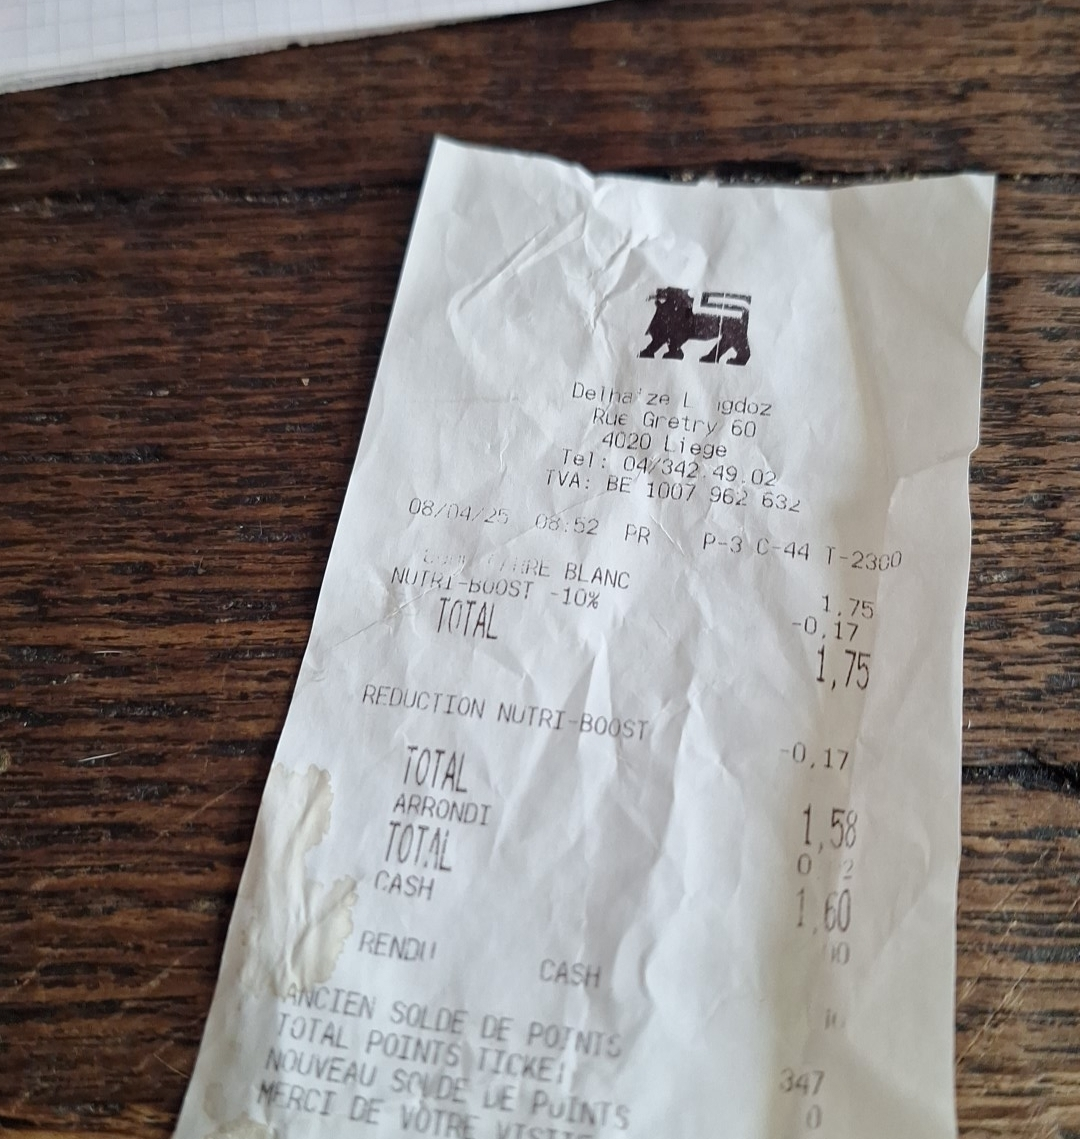 Rue Gretry 60
4020 Liege
Tel: 04/342.49.02
TVA: BE 1007 962 632
08/04/25 08:52 PR P-3 C-44 T-2300
BLANC 1,75
NUTRI-BOOST -10% -0,17
TOTAL 1,75
REDUCTION NUTRI-BOOST -0,17
TOTAL 1,58
ARRONDI
TOTAL 1,60
CASH
RENDU CASH
ANCIEN SOLDE DE POINTS 347
TOTAL POINTS TICKET 0
NOUVEAU SOLDE DE POINTS
MERCI DE VOTRE VISITE